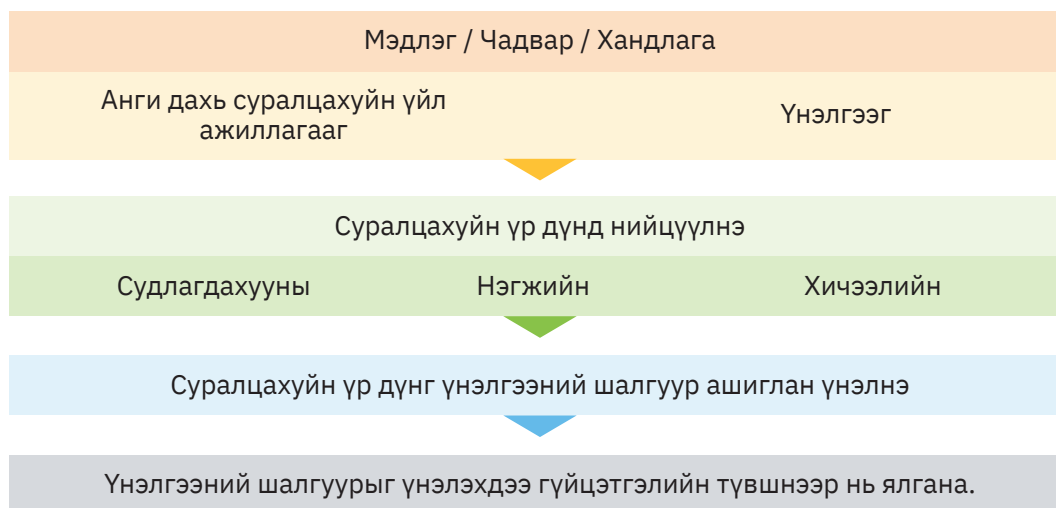 Мэдлэг / Чадвар / Хандлага
Анги дахь суралцахуйн үйл
ажиллагааг
Үнэлгээг
Суралцахуйн үр дүнд нийцүүлнэ
Судлагдахууны Нэгжийн Хичээлийн
Суралцахуйн үр дүнг үнэлгээний шалгуур ашиглан үнэлнэ
Үнэлгээний шалгуурыг үнэлэхдээ гүйцэтгэлийн түвшнээр нь ялгана.